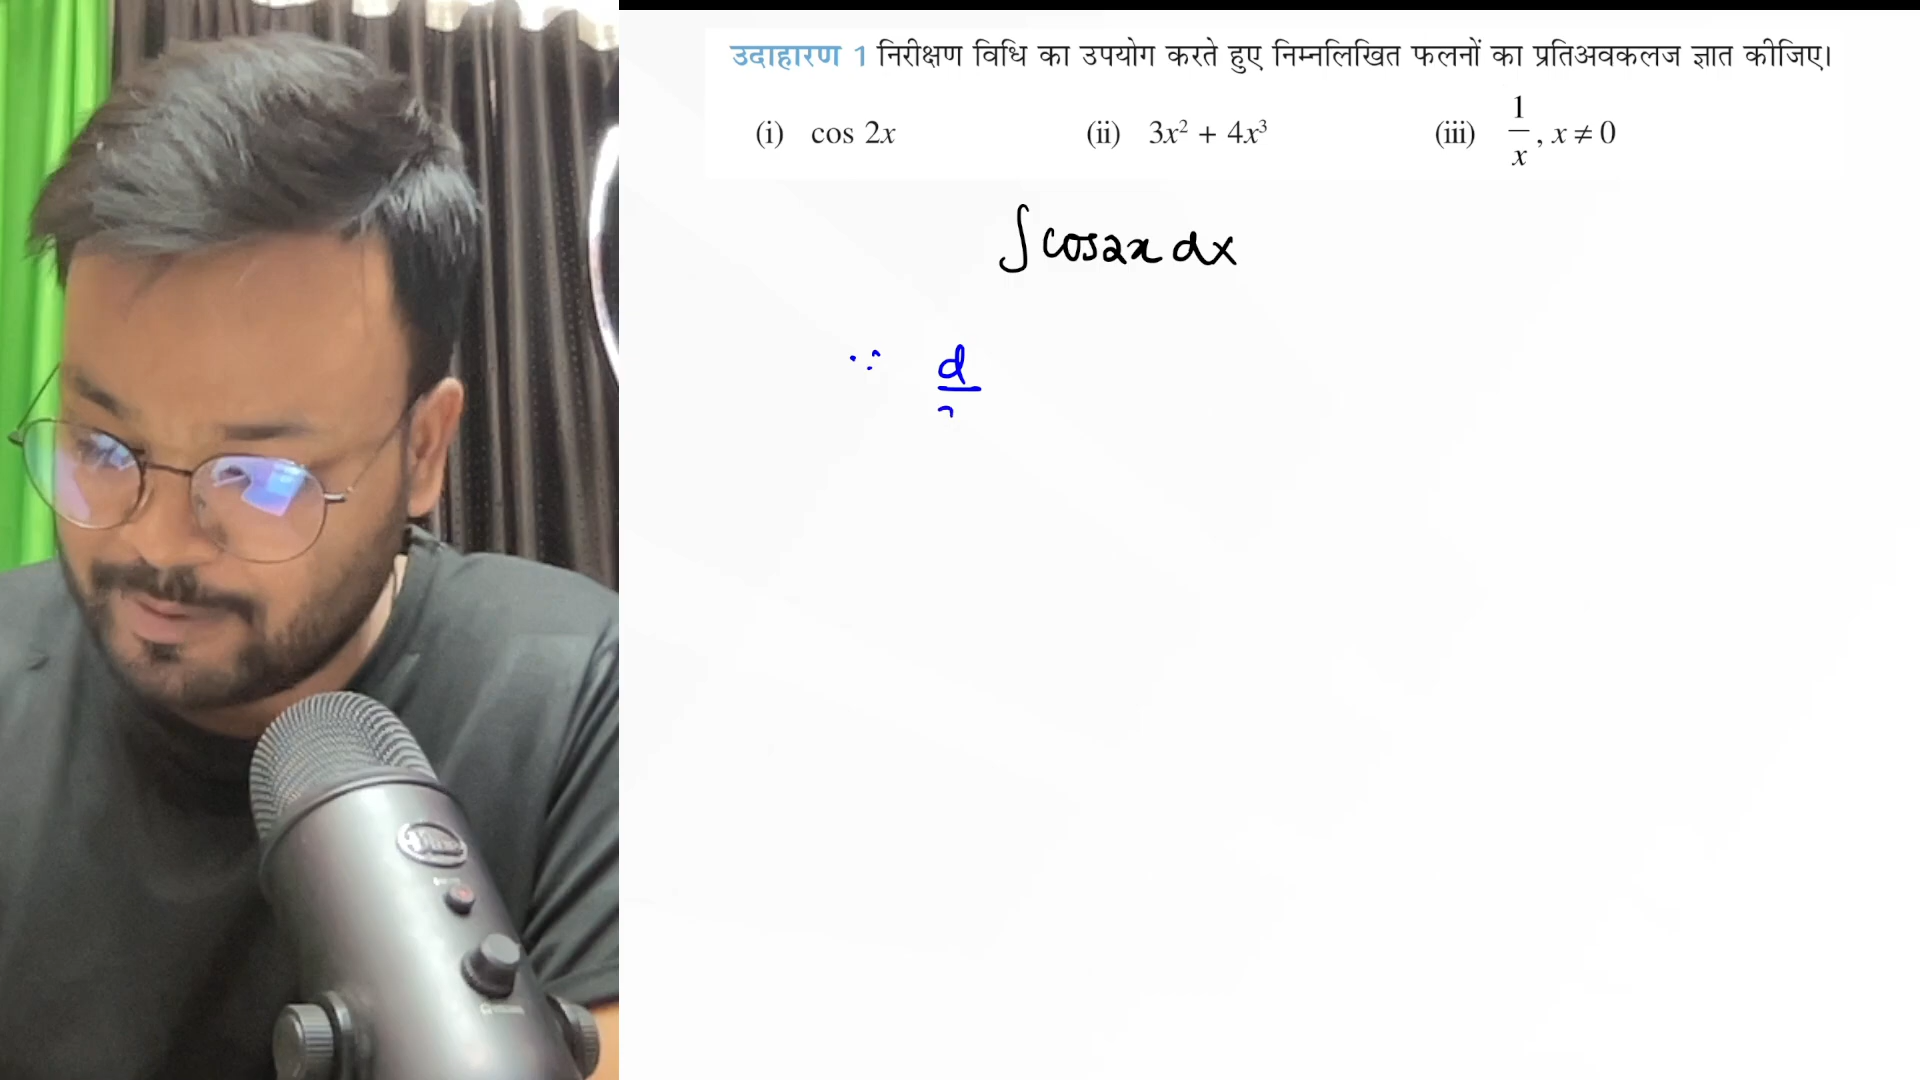 उदाहारण 1 निरीक्षण विधि का उपयोग करते हुए निम्नलिखित फलनों का प्रतिअवकलज ज्ञात कीजिए।
(i) cos 2x (ii) 3x² + 4x³ (iii) 1/x , x ≠ 0
∫cos2x dx
∵ d